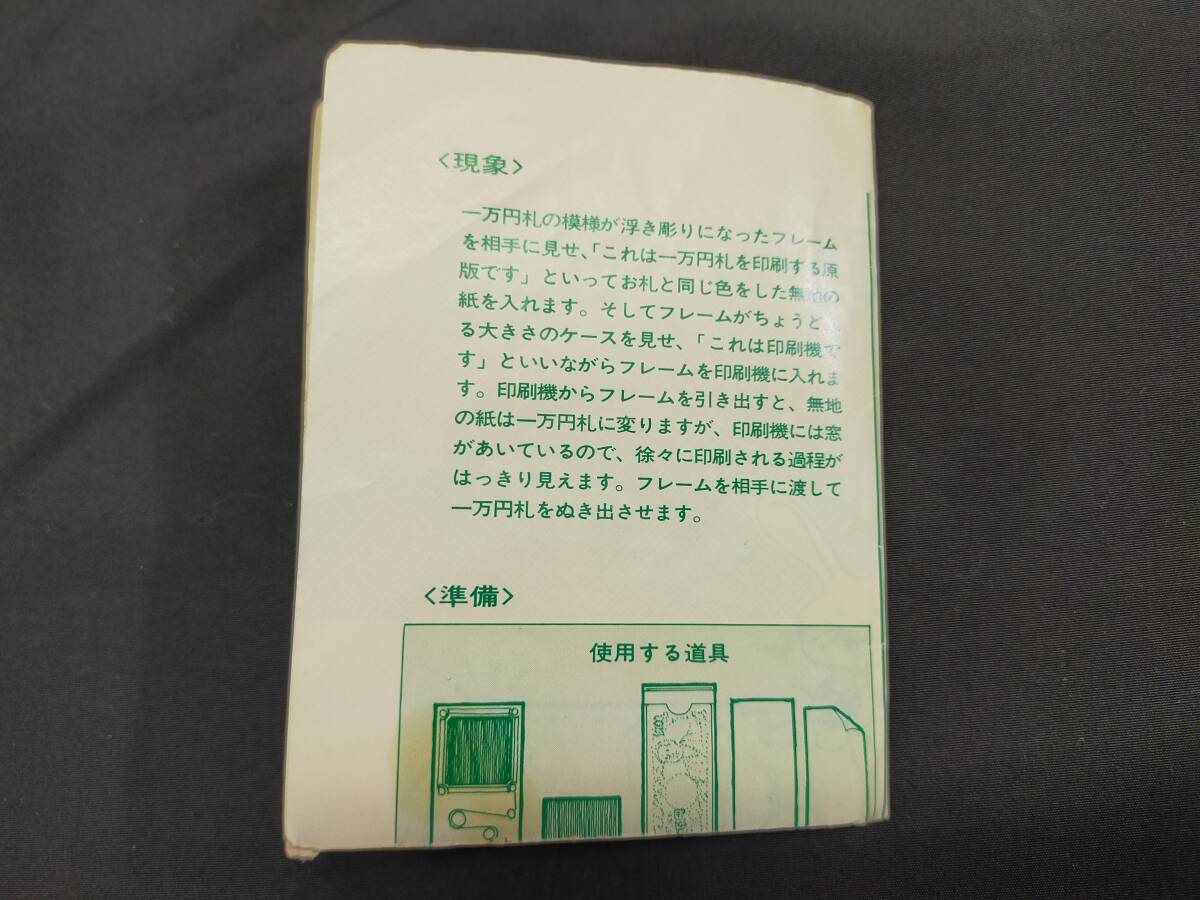 〈現象〉
一万円札の模様が浮き彫りになったフレーム
を相手に見せ、「これは一万円札を印刷する原
版です」といってお札と同じ色をした無地の
紙を入れます。そしてフレームがちょうど
る大きさのケースを見せ、「これは印刷機で
す」といいながらフレームを印刷機に入れま
す。印刷機からフレームを引き出すと、無地
の紙は一万円札に変りますが、印刷機には窓
があいているので、徐々に印刷される過程が
はっきり見えます。フレームを相手に渡して
一万円札をぬき出させます。
〈準備〉
使用する道具